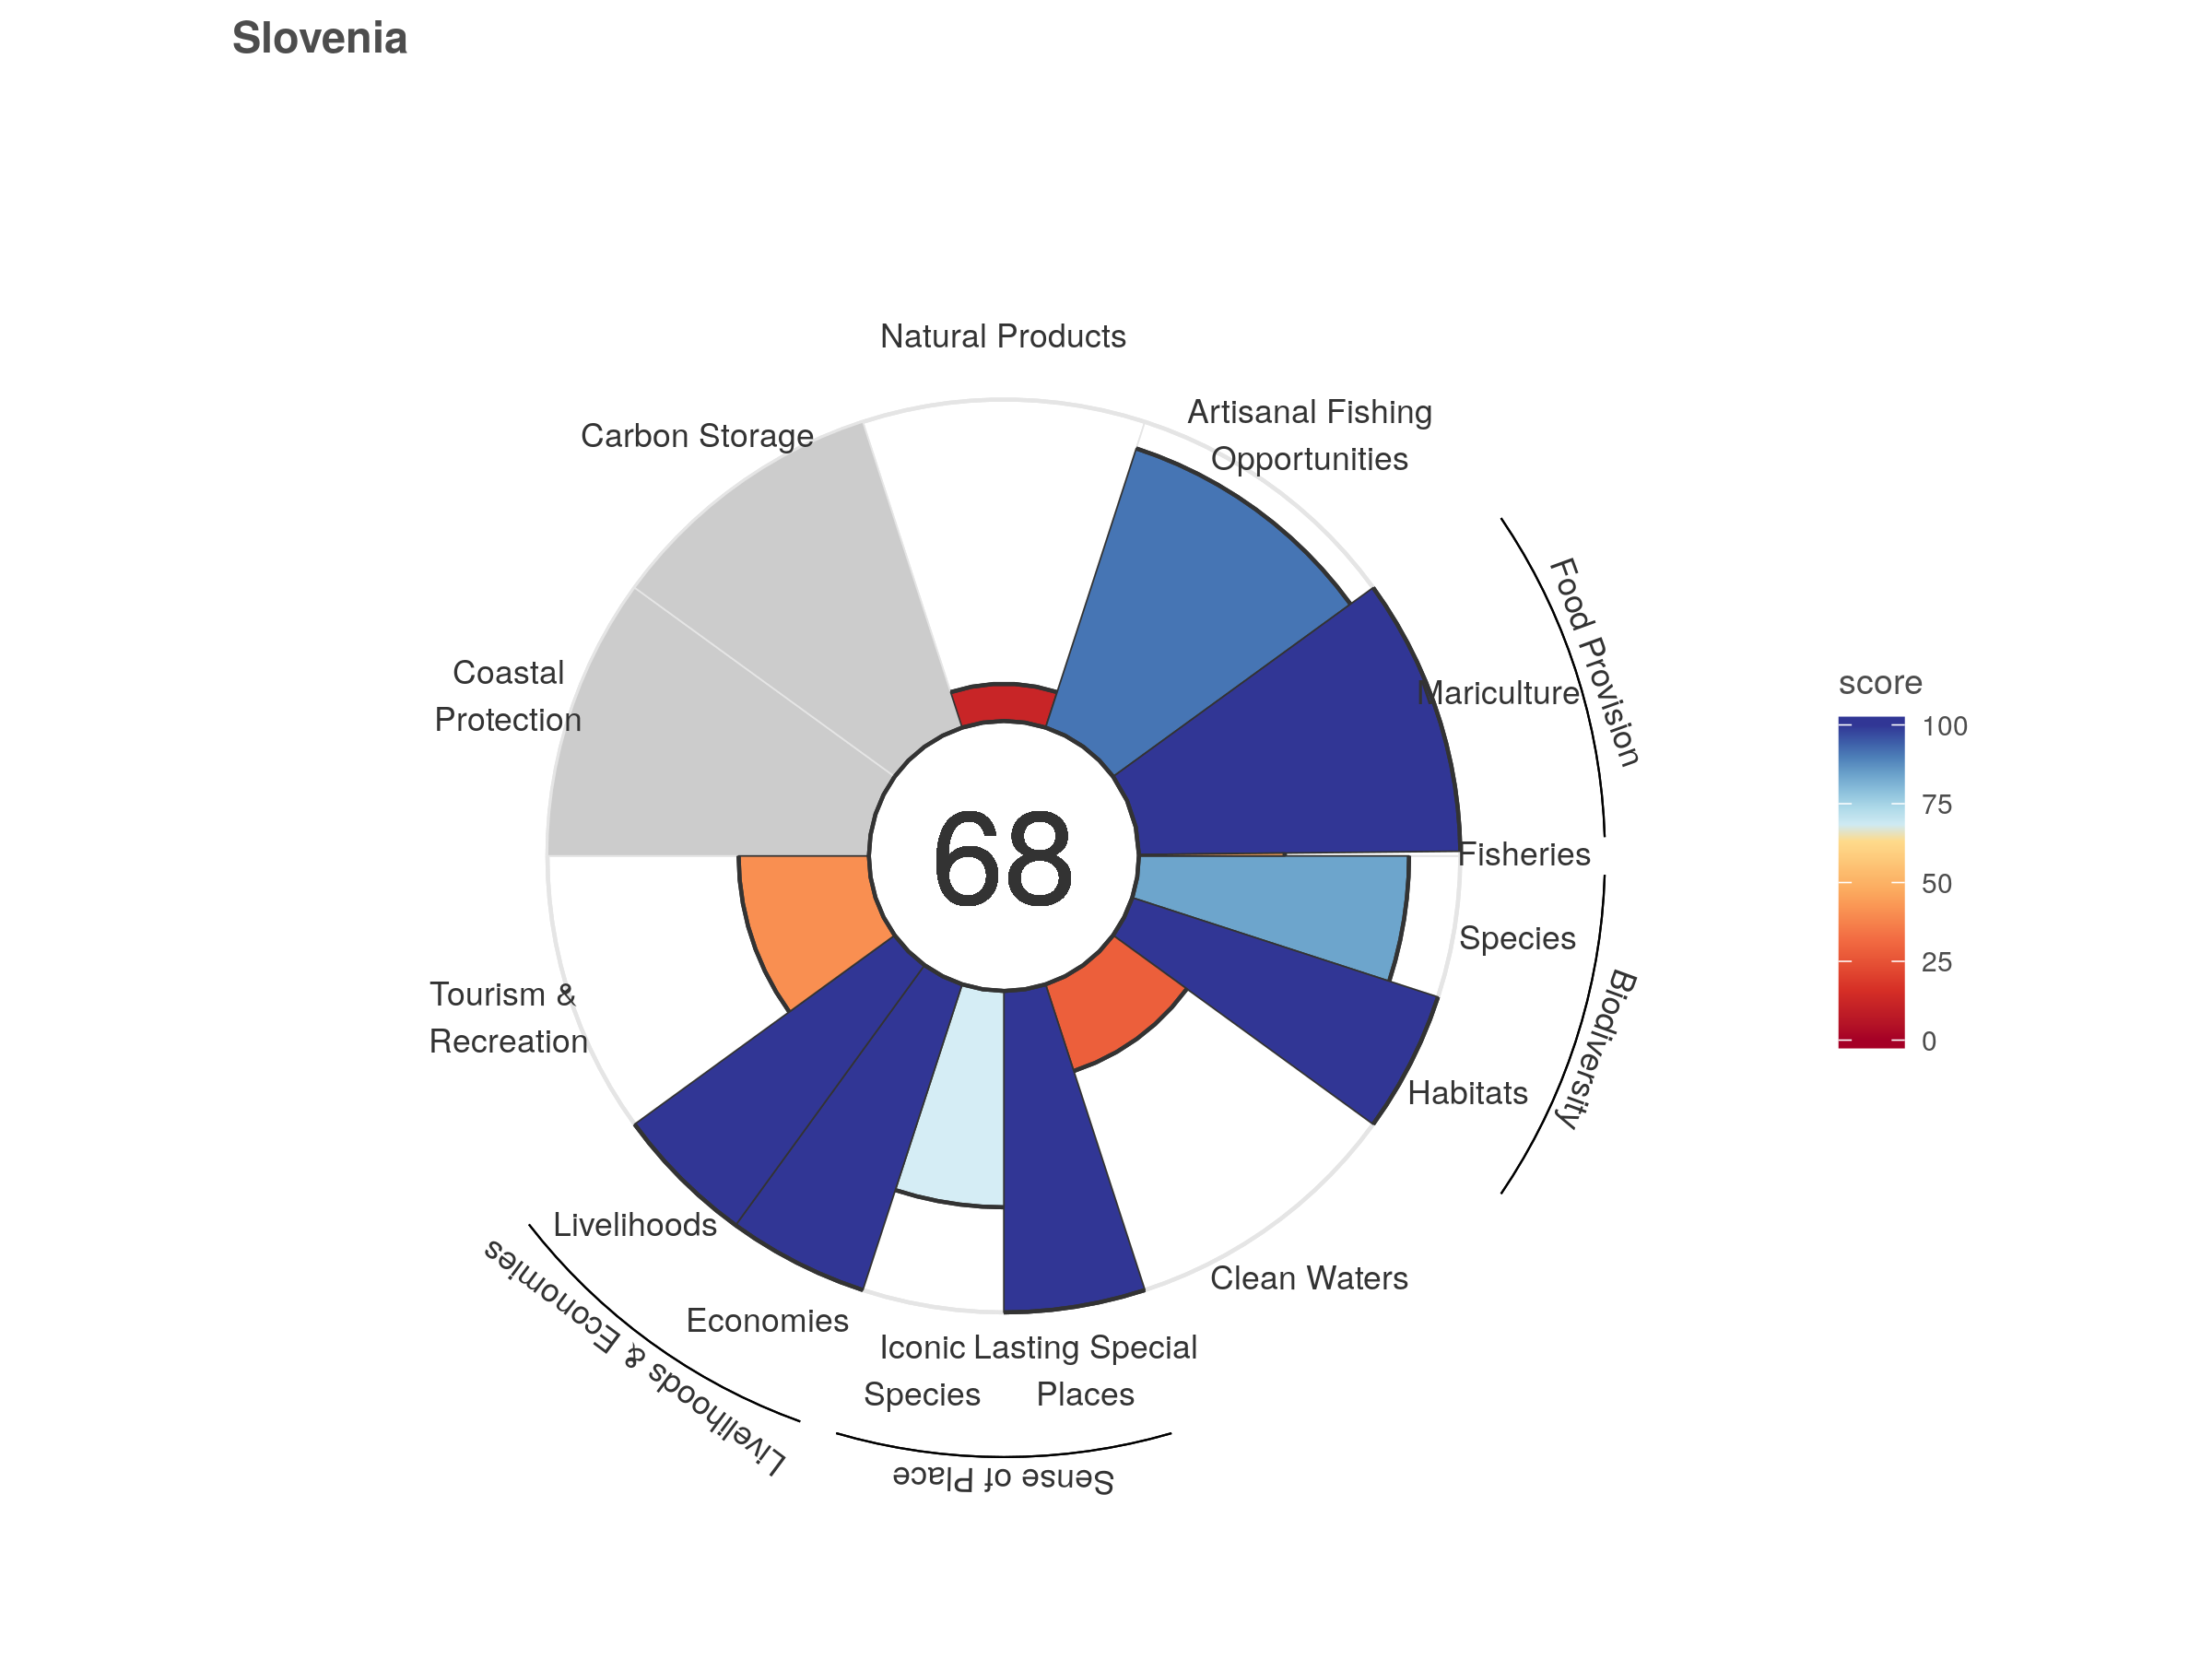 Slovenia
Natural Products
Artisanal Fishing
Opportunities
Carbon Storage
Food Provision
Coastal
Protection
Mariculture
score
100
75
50
25
0
68
Fisheries
Species
Biodiversity
Tourism &
Recreation
Habitats
Livelihoods
Clean Waters
Livelihoods & Economies
Economies
Iconic
Species
Lasting Special
Places
Sense of Place